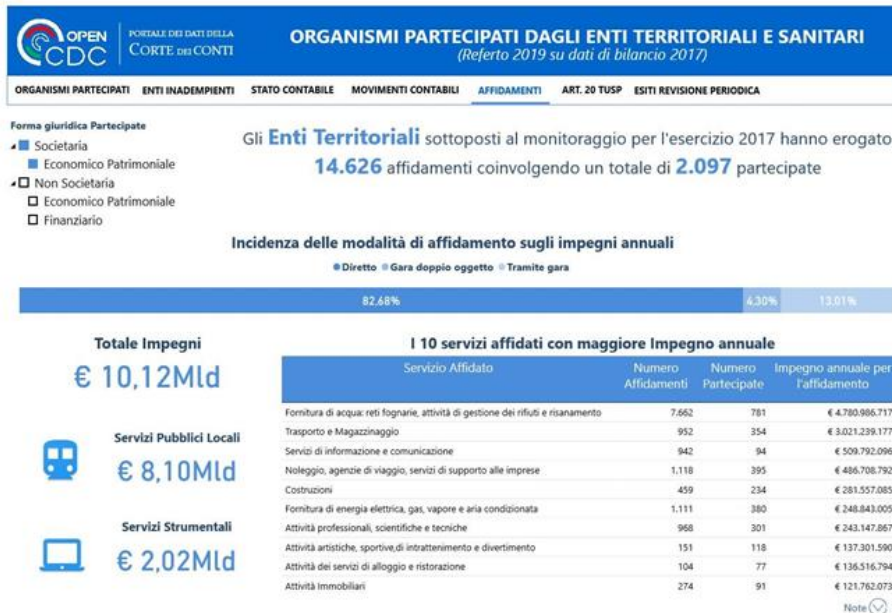 OPEN
CDC
PORTALE DEI DATI DELLA
CORTE DEI CONTI
ORGANISMI PARTECIPATI DAGLI ENTI TERRITORIALI E SANITARI
(Referto 2019 su dati di bilancio 2017)
ORGANISMI PARTECIPATI ENTI INADEMPIENTI STATO CONTABILE MOVIMENTI CONTABILI AFFIDAMENTI ART. 20 TUSP ESITI REVISIONE PERIODICA
Forma giuridica Partecipate
Societaria
Economico Patrimoniale
Non Societaria
Economico Patrimoniale
Finanziario
Gli Enti Territoriali sottoposti al monitoraggio per l'esercizio 2017 hanno erogato
14.626 affidamenti coinvolgendo un totale di 2.097 partecipate
Incidenza delle modalità di affidamento sugli impegni annuali
Diretto Gara doppio oggetto Tramite gara
82,68% 4,30% 13,01%
Totale Impegni
€ 10,12Mld
Servizi Pubblici Locali
€ 8,10Mld
Servizi Strumentali
€ 2,02Mld
I 10 servizi affidati con maggiore Impegno annuale
Servizio Affidato Numero Affidamenti Numero Partecipate Impegno annuale per l'affidamento
Fornitura di acqua: reti fognarie, attività di gestione dei rifiuti e risanamento 7.662 781 € 4.780.986.717
Trasporto e Magazzinaggio 952 354 € 3.021.239.177
Servizi di informazione e comunicazione 942 94 € 509.792.096
Noleggio, agenzie di viaggio, servizi di supporto alle imprese 1.118 395 € 486.708.792
Costruzioni 459 234 € 281.557.085
Fornitura di energia elettrica, gas, vapore e aria condizionata 1.111 380 € 248.843.005
Attività professionali, scientifiche e tecniche 968 301 € 243.147.867
Attività artistiche, sportive,di intrattenimento e divertimento 151 118 € 137.301.590
Attività dei servizi di alloggio e ristorazione 104 77 € 136.516.794
Attività Immobiliari 274 91 € 121.762.073
Note